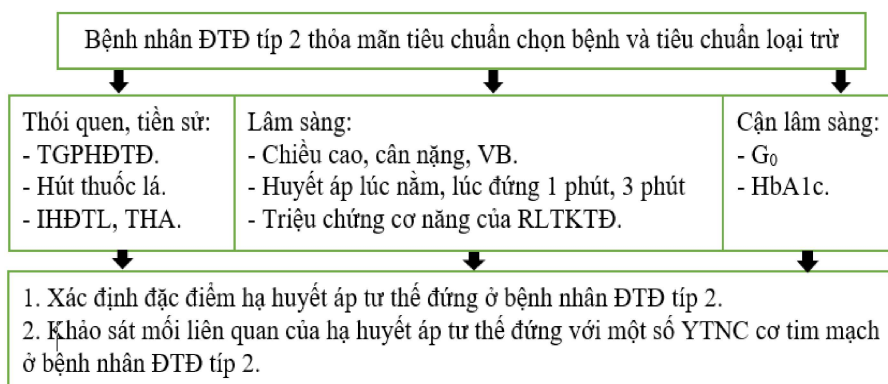 Bệnh nhân ĐTĐ típ 2 thỏa mãn tiêu chuẩn chọn bệnh và tiêu chuẩn loại trừ
Thói quen, tiền sử:
- TGPHĐTĐ.
- Hút thuốc lá.
- IHĐTL, THA.
Lâm sàng:
- Chiều cao, cân nặng, VB.
- Huyết áp lúc nằm, lúc đứng 1 phút, 3 phút
- Triệu chứng cơ năng của RLTKTĐ.
Cận lâm sàng:
- G₀
- HbA1c.
1. Xác định đặc điểm hạ huyết áp tư thế đứng ở bệnh nhân ĐTĐ típ 2.
2. Khảo sát mối liên quan của hạ huyết áp tư thế đứng với một số YTNC cơ tim mạch
ở bệnh nhân ĐTĐ típ 2.